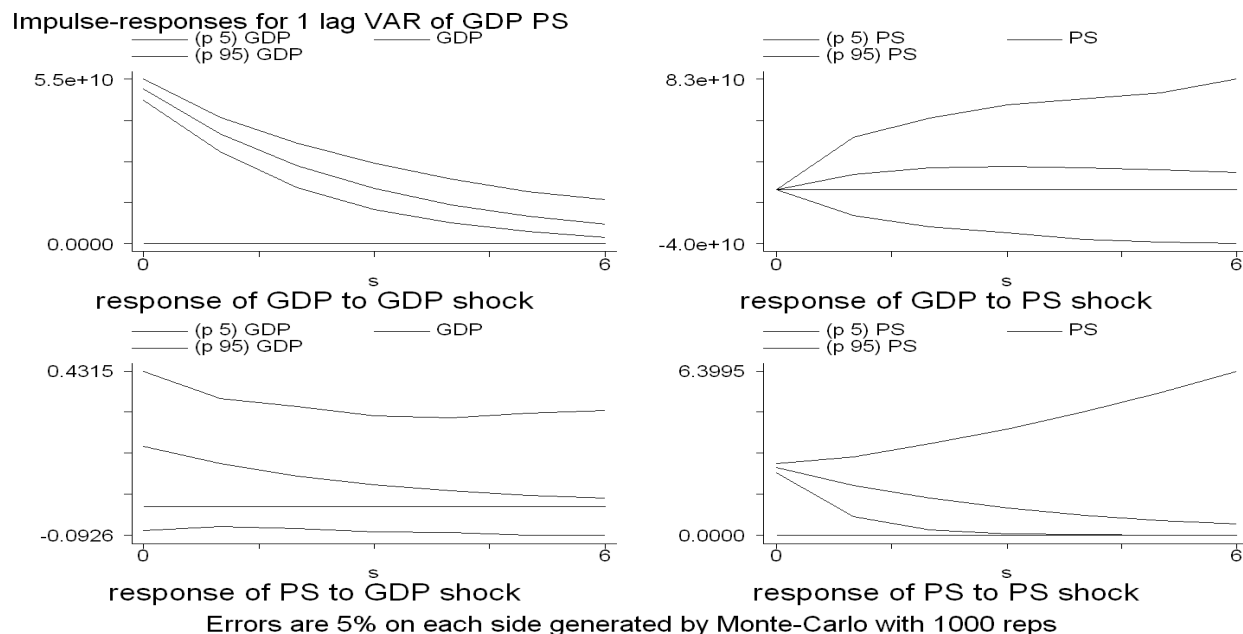 Impulse-responses for 1 lag VAR of GDP PS
(p 5) GDP GDP
(p 95) GDP
5.5e+10
0.0000
0 6
s
response of GDP to GDP shock
(p 5) PS PS
(p 95) PS
8.3e+10
-4.0e+10
0 6
s
response of GDP to PS shock
(p 5) GDP GDP
(p 95) GDP
0.4315
-0.0926
0 6
s
response of PS to GDP shock
(p 5) PS PS
(p 95) PS
6.3995
0.0000
0 6
s
response of PS to PS shock
Errors are 5% on each side generated by Monte-Carlo with 1000 reps